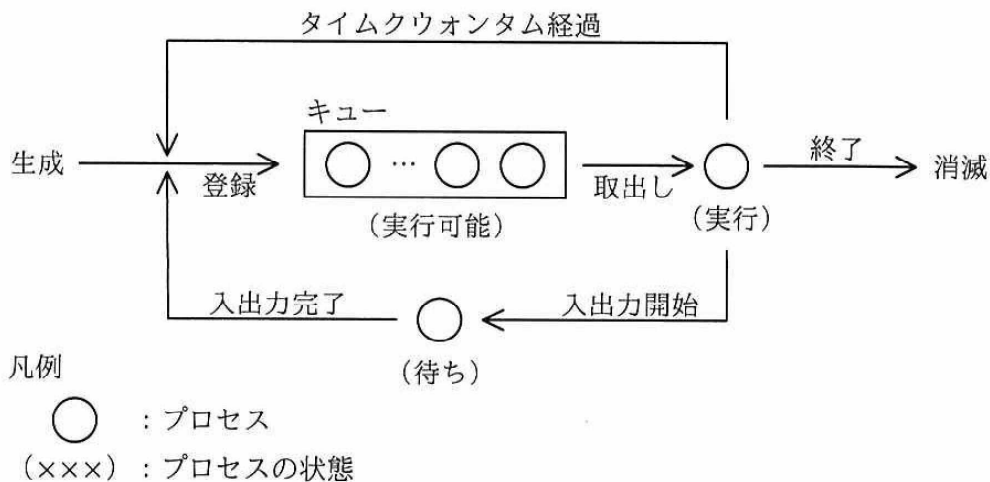 タイムクウォンタム経過
キュー
生成
登録
…
取出し
終了
消滅
（実行可能）
（実行）
入出力完了
入出力開始
（待ち）
凡例
：プロセス
（×××）：プロセスの状態